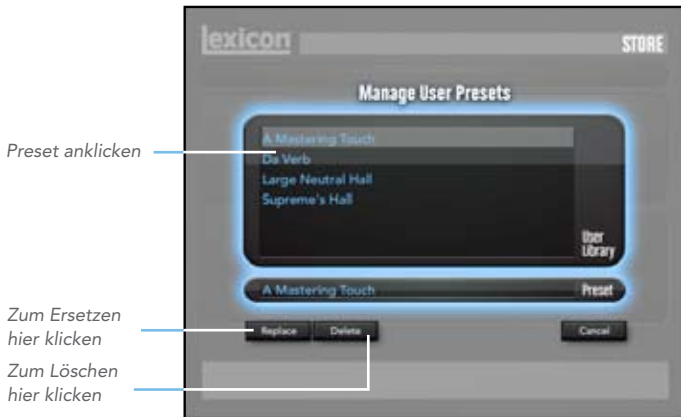 lexicon
STORE
Manage User Presets
Preset anklicken
A Mastering Touch
Da Verb
Large Neutral Hall
Supreme's Hall
User
Library
A Mastering Touch
Preset
Zum Ersetzen
hier klicken
Replace
Delete
Cancel
Zum Löschen
hier klicken